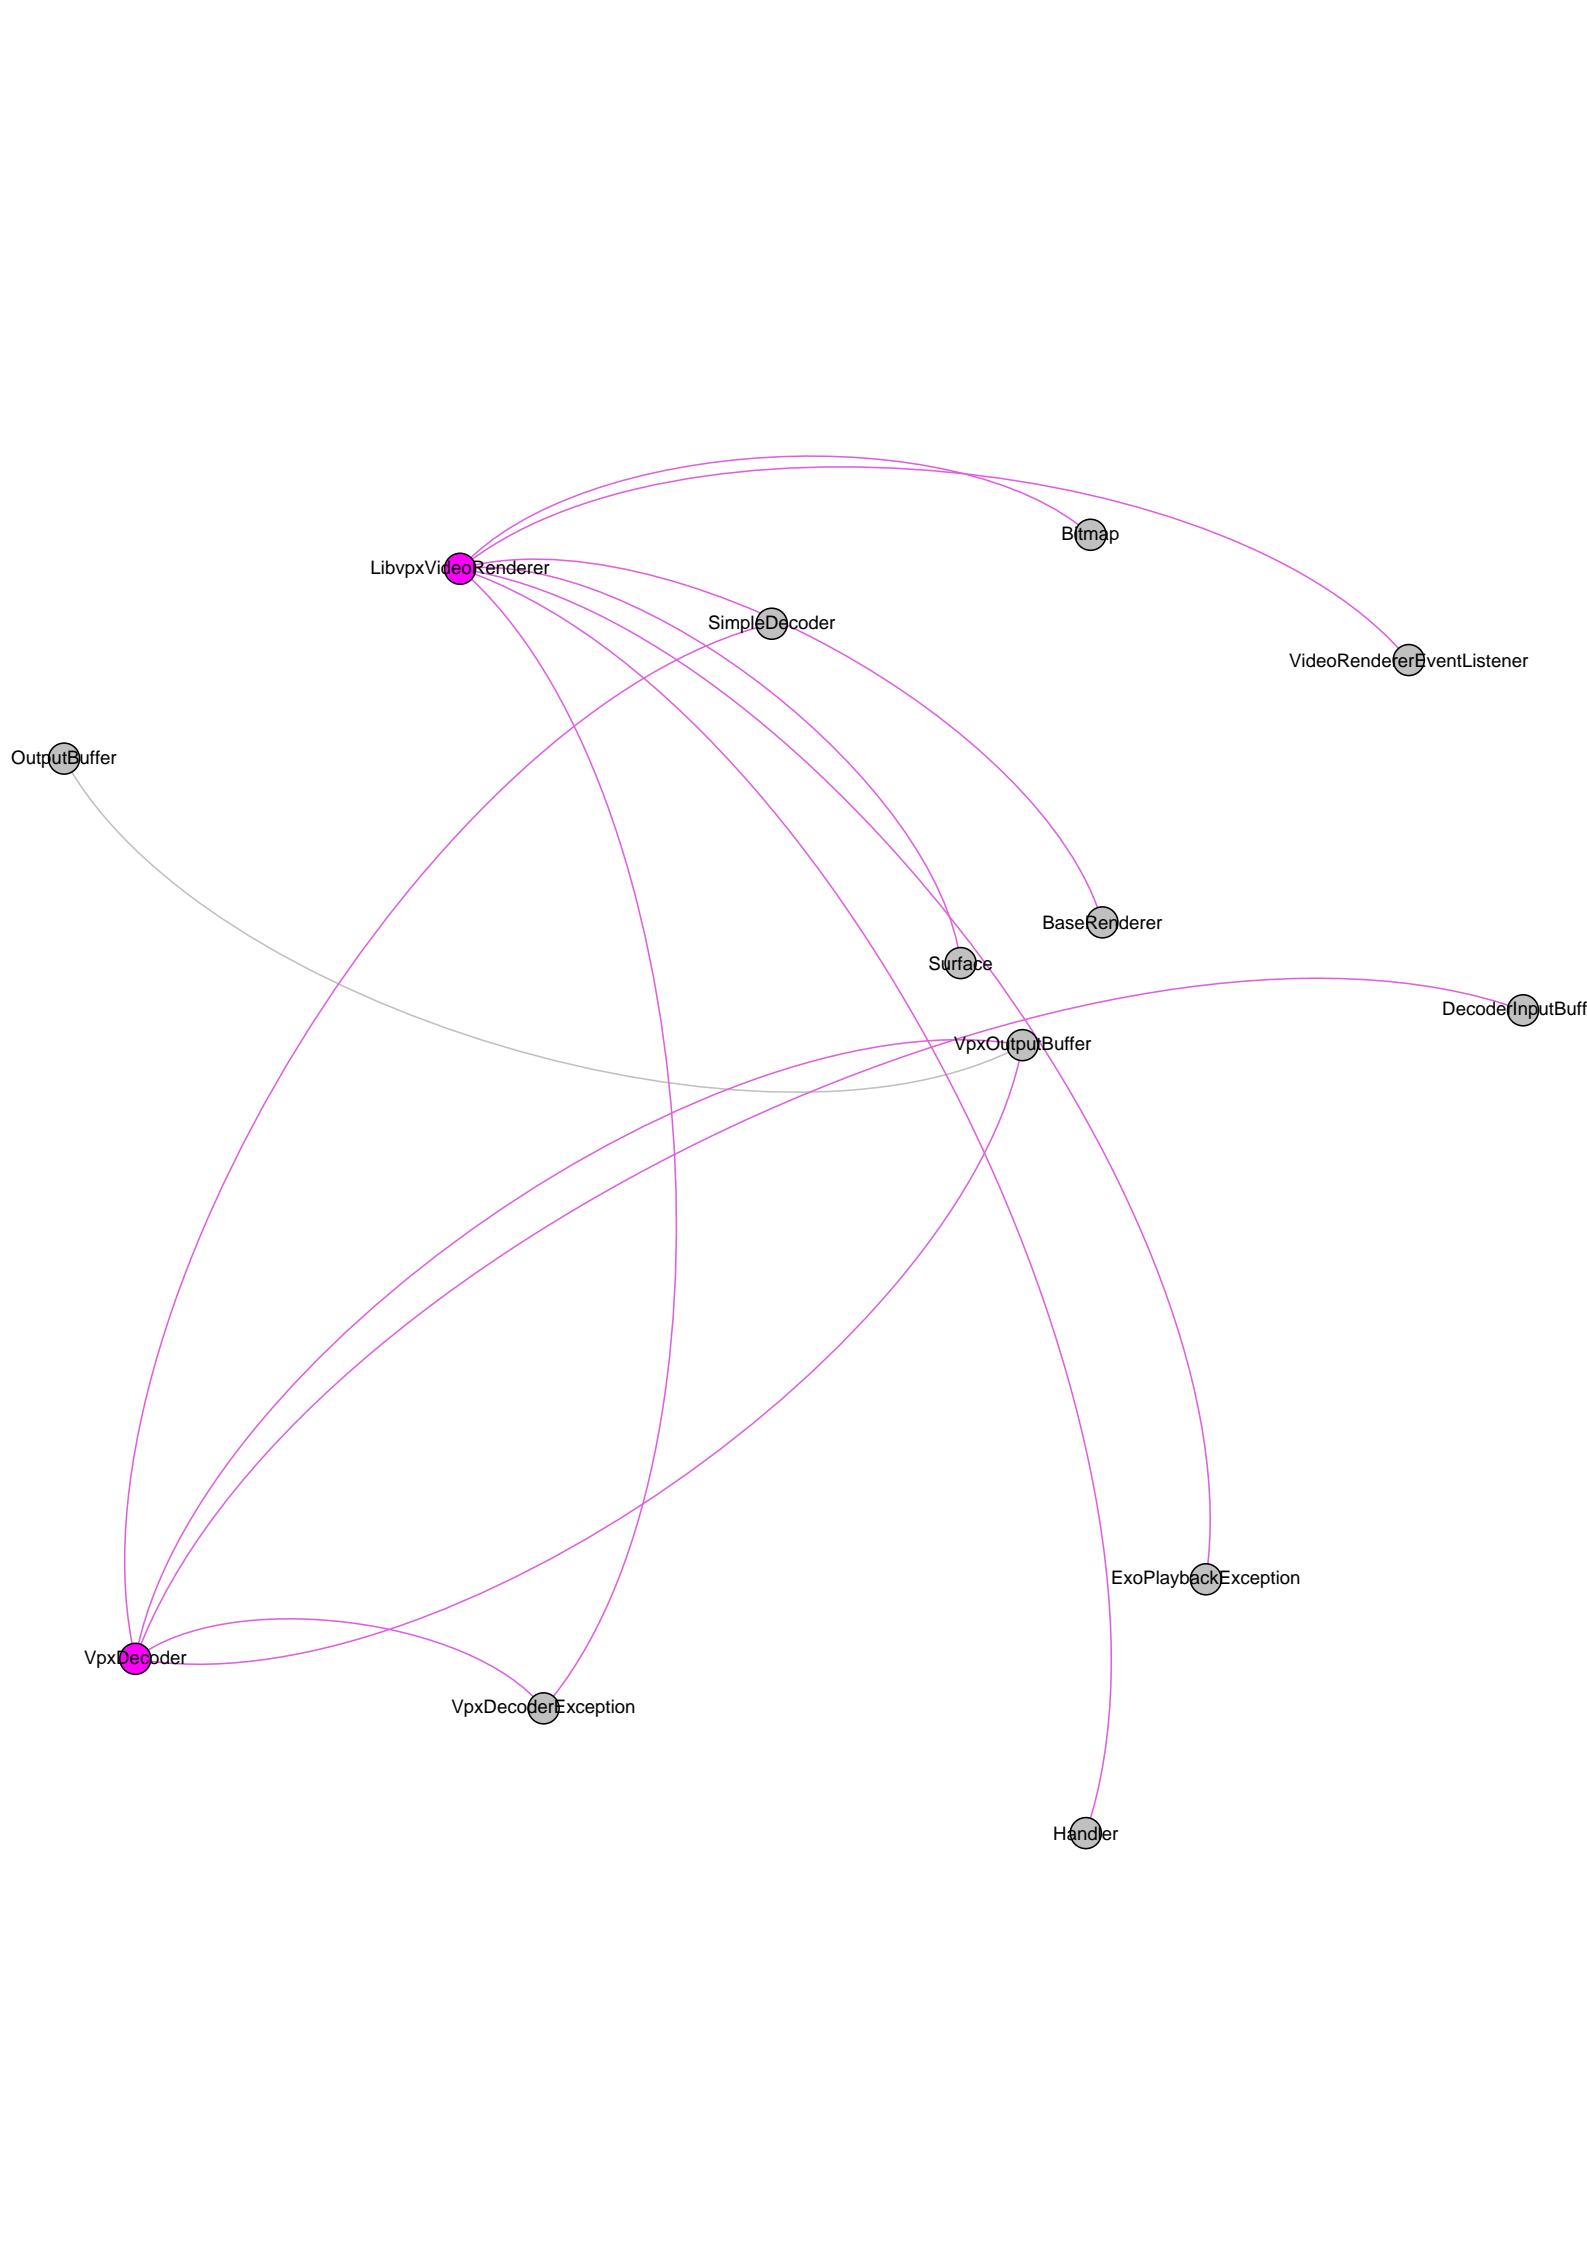 Bitmap
LibvpxVideoRenderer
SimpleDecoder
VideoRendererEventListener
OutputBuffer
BaseRenderer
Surface
DecoderInputBuff
VpxOutputBuffer
ExoPlaybackException
VpxDecoder
VpxDecoderException
Handler